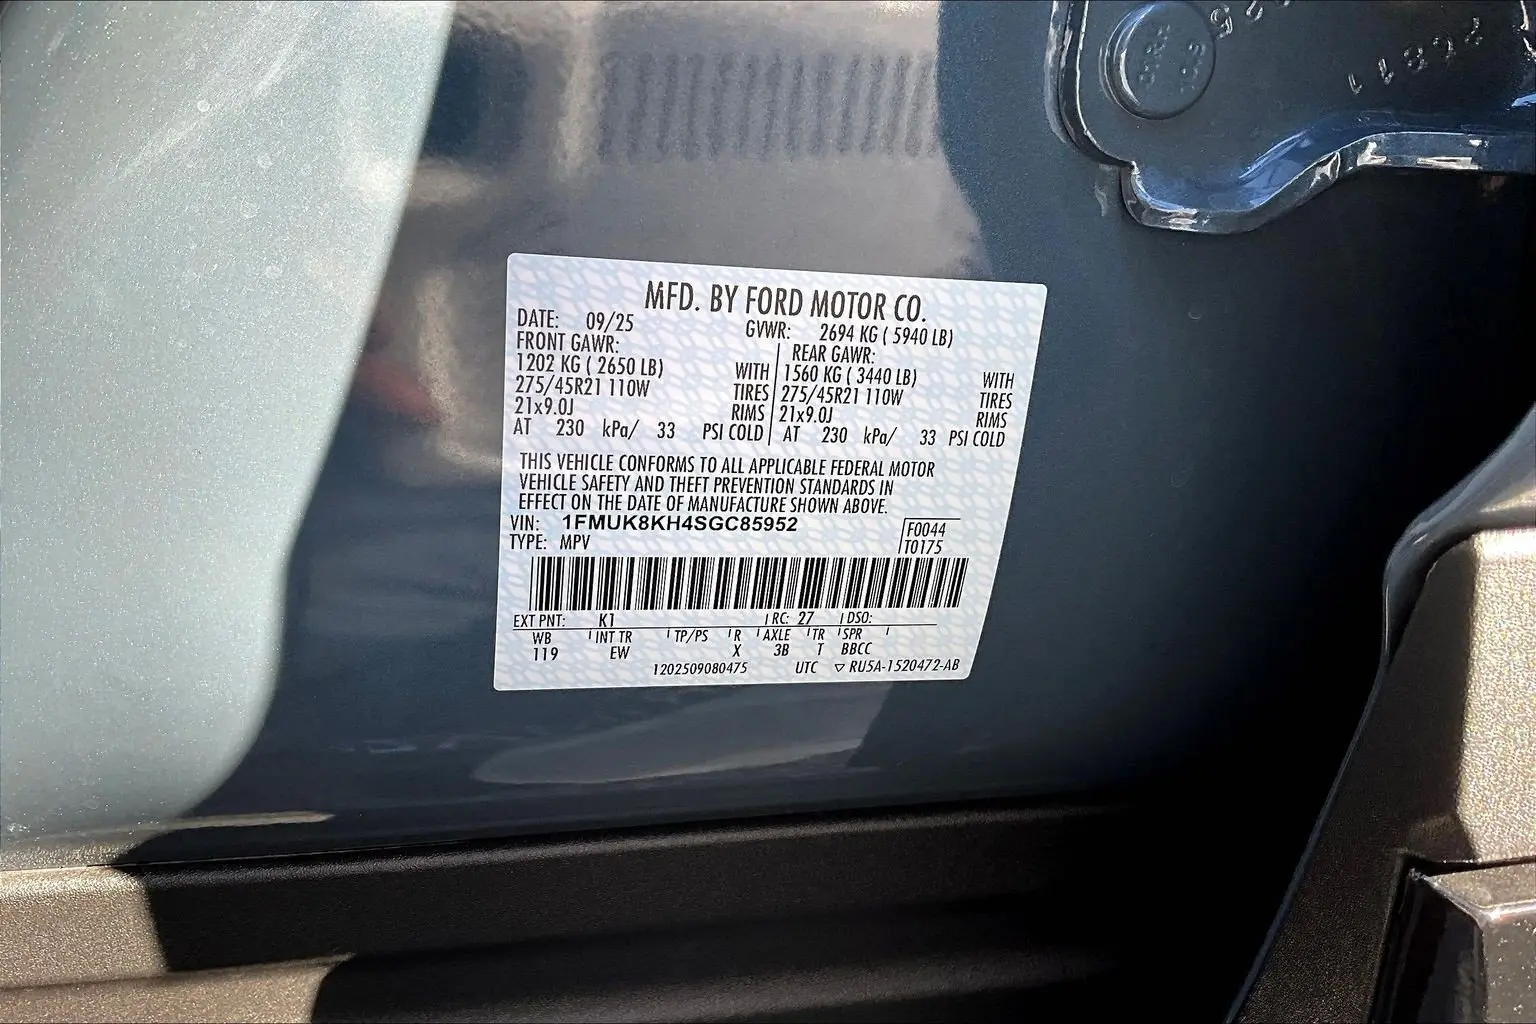 MFD. BY FORD MOTOR CO.
DATE: 09/25 GVWR: 2694 KG ( 5940 LB)
FRONT GAWR: REAR GAWR:
1202 KG ( 2650 LB) WITH 1560 KG ( 3440 LB) WITH
275/45R21 110W TIRES 275/45R21 110W TIRES
21x9.0J RIMS 21x9.0J RIMS
AT 230 kPa/ 33 PSI COLD AT 230 kPa/ 33 PSI COLD
THIS VEHICLE CONFORMS TO ALL APPLICABLE FEDERAL MOTOR
VEHICLE SAFETY AND THEFT PREVENTION STANDARDS IN
EFFECT ON THE DATE OF MANUFACTURE SHOWN ABOVE.
VIN: 1FMUK8KH4SGC85952 F0044
TYPE: MPV T0175
EXT PNT: K1 RC: 27 DSO:
WB INT TR TP/PS R AXLE TR SPR
119 EW X 3B T BBCC
1202509080475 UTC ▽ RU5A-1520472-AB